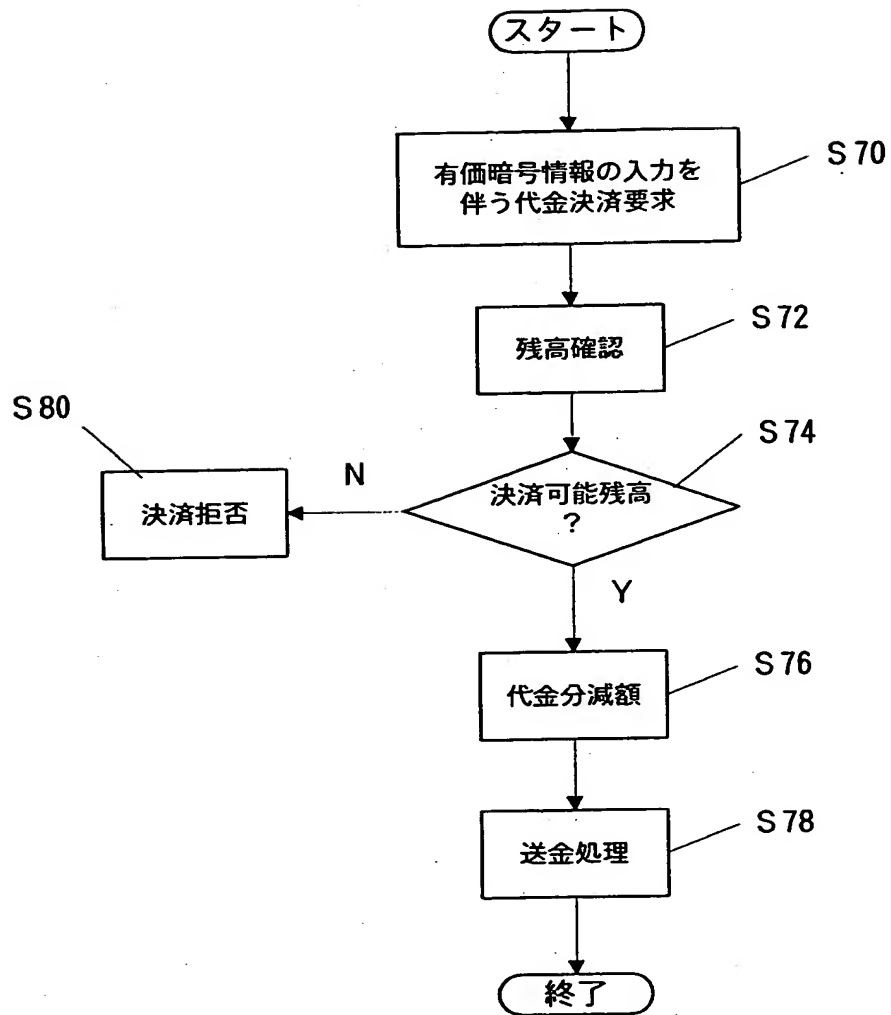 スタート
有価暗号情報の入力を
伴う代金決済要求
S70
残高確認
S72
S80
決済拒否
N
決済可能残高
?
S74
Y
代金分減額
S76
送金処理
S78
終了